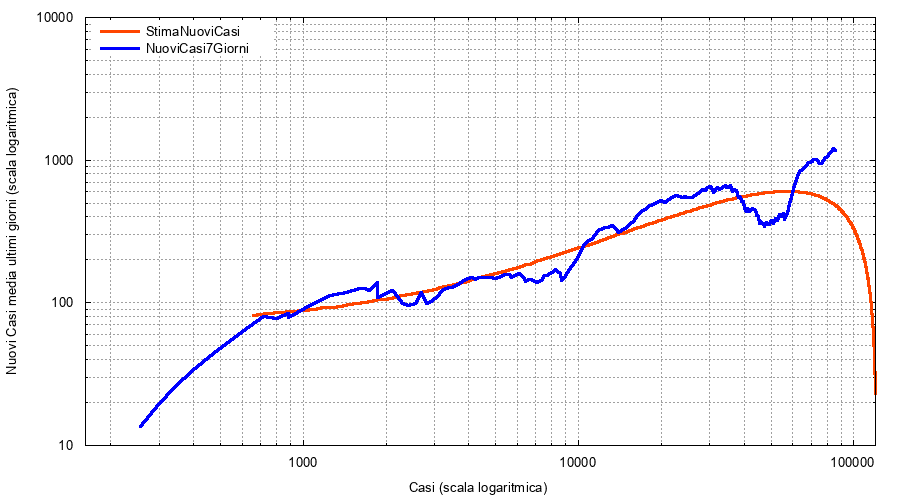 10000
StimaNuoviCasi
NuoviCasi7Giorni
1000
Nuovi Casi media ultimi giorni (scala logaritmica)
100
10
1000
10000
100000
Casi (scala logaritmica)